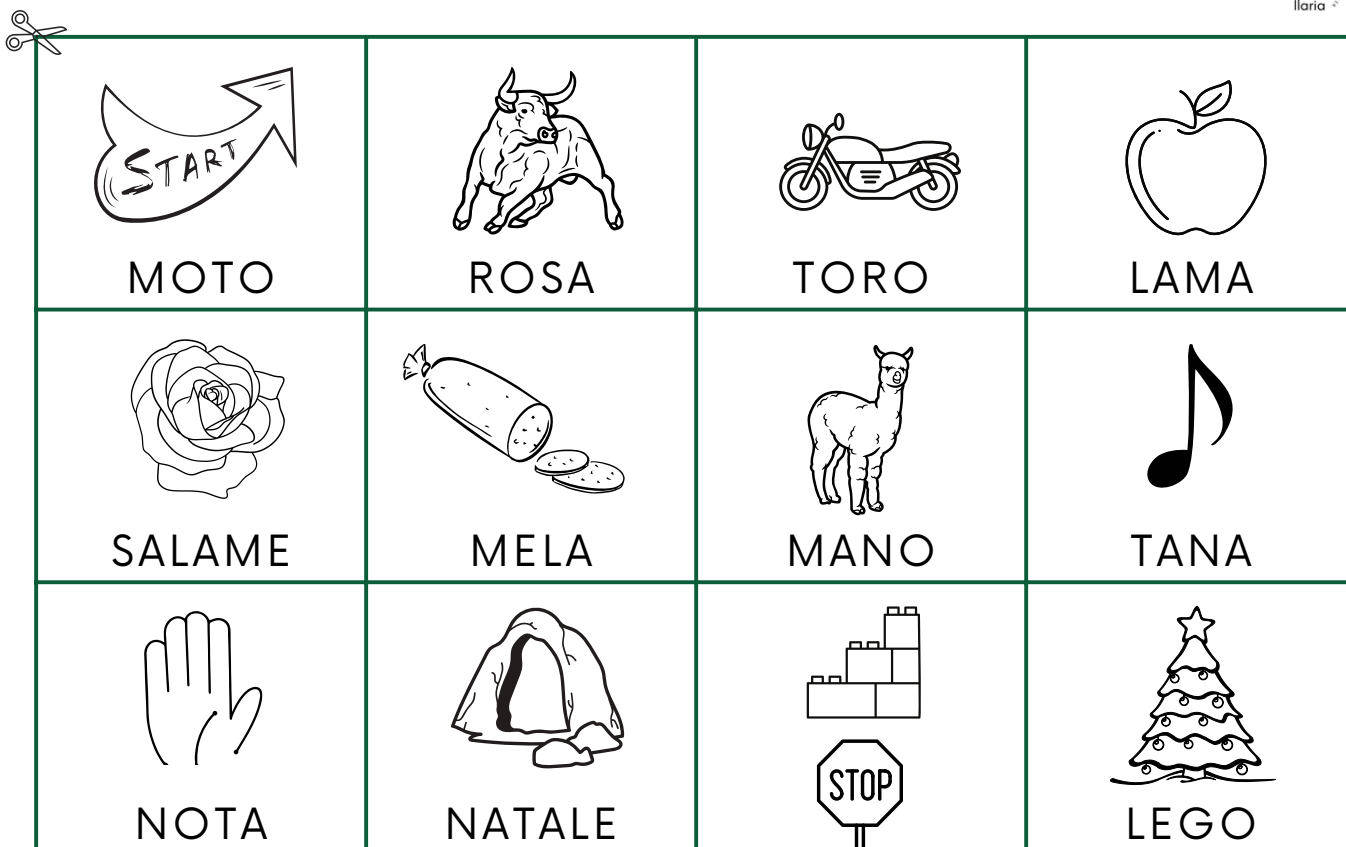 Ilaria
START
MOTO
ROSA
TORO
LAMA
SALAME
MELA
MANO
TANA
NOTA
NATALE
STOP
LEGO